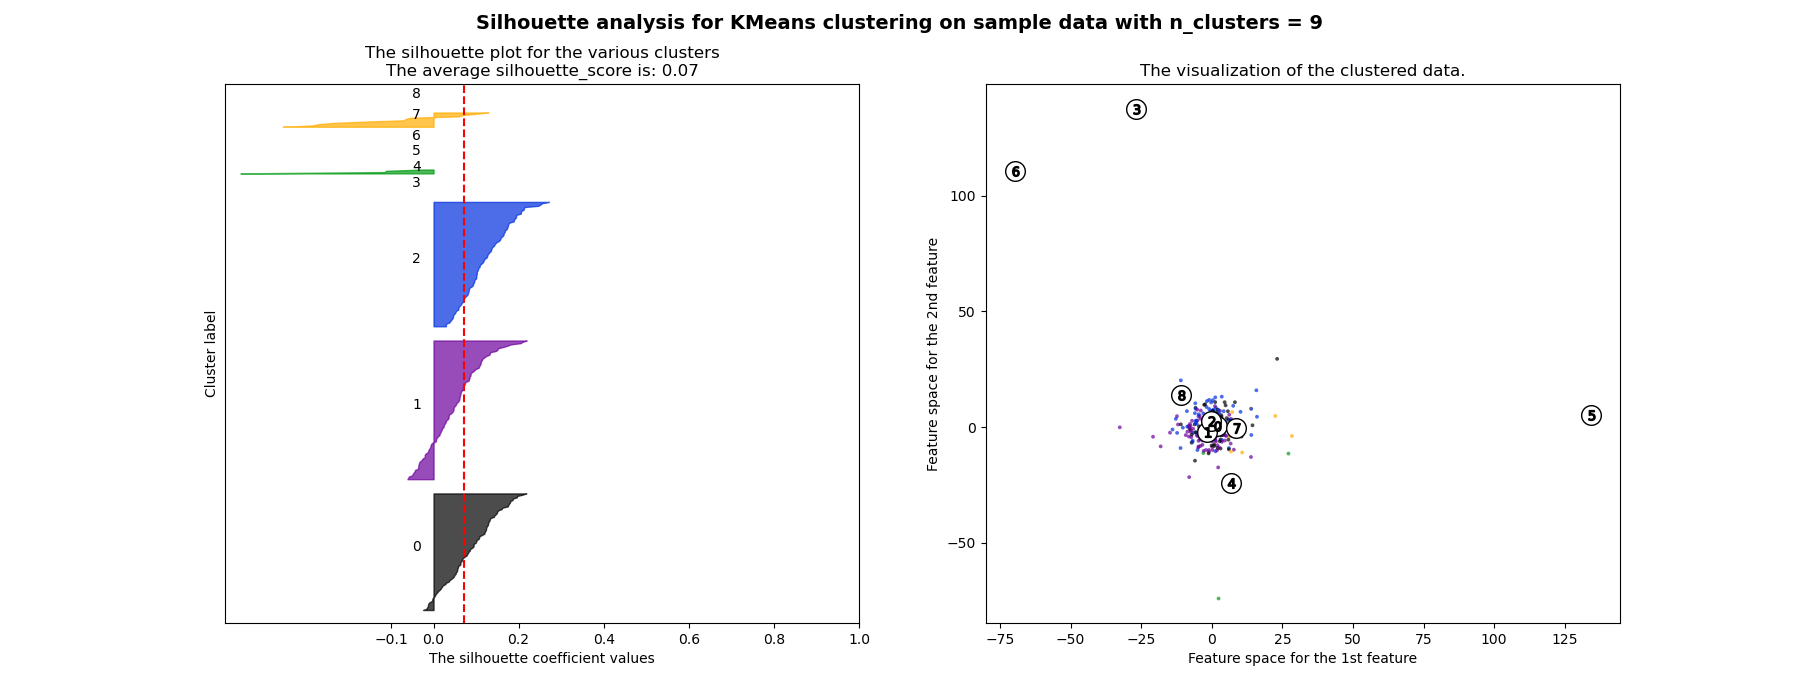 Silhouette analysis for KMeans clustering on sample data with n_clusters = 9
The silhouette plot for the various clusters
The average silhouette_score is: 0.07
8
7
6
5
4
3
2
1
0
Cluster label
−0.1 0.0 0.2 0.4 0.6 0.8 1.0
The silhouette coefficient values
The visualization of the clustered data.
3
6
100
50
5
8
2
0
7
1
0
4
−50
Feature space for the 2nd feature
−75 −50 −25 0 25 50 75 100 125
Feature space for the 1st feature